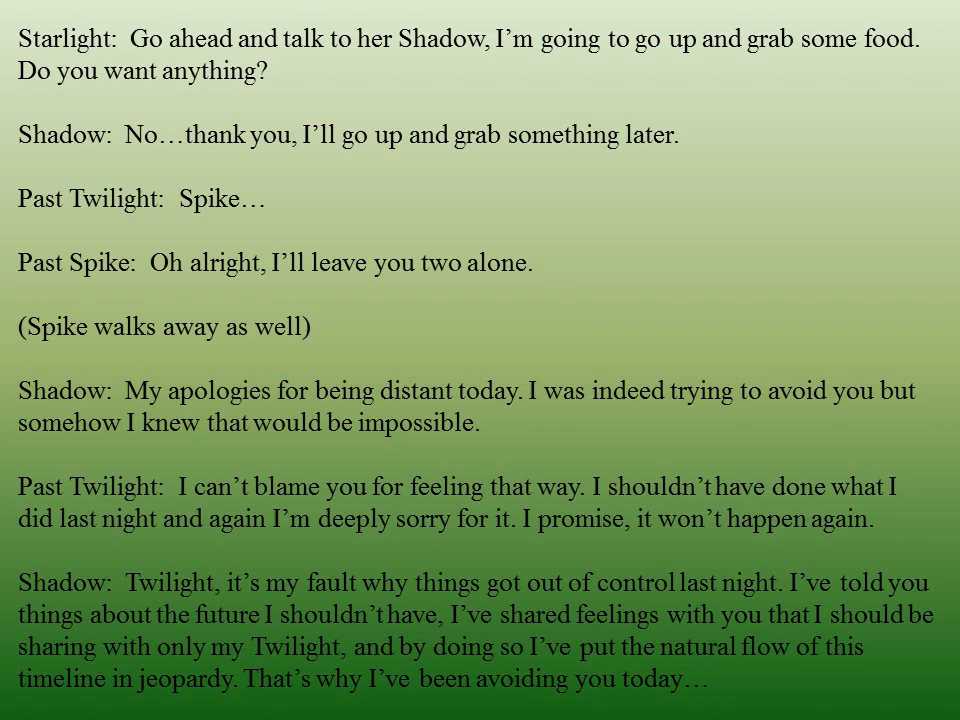 Starlight:  Go ahead and talk to her Shadow, I’m going to go up and grab some food.
Do you want anything?
Shadow:  No…thank you, I’ll go up and grab something later.
Past Twilight:  Spike…
Past Spike:  Oh alright, I’ll leave you two alone.
(Spike walks away as well)
Shadow:  My apologies for being distant today. I was indeed trying to avoid you but
somehow I knew that would be impossible.
Past Twilight:  I can’t blame you for feeling that way. I shouldn’t have done what I
did last night and again I’m deeply sorry for it. I promise, it won’t happen again.
Shadow:  Twilight, it’s my fault why things got out of control last night. I’ve told you
things about the future I shouldn’t have, I’ve shared feelings with you that I should be
sharing with only my Twilight, and by doing so I’ve put the natural flow of this
timeline in jeopardy. That’s why I’ve been avoiding you today…